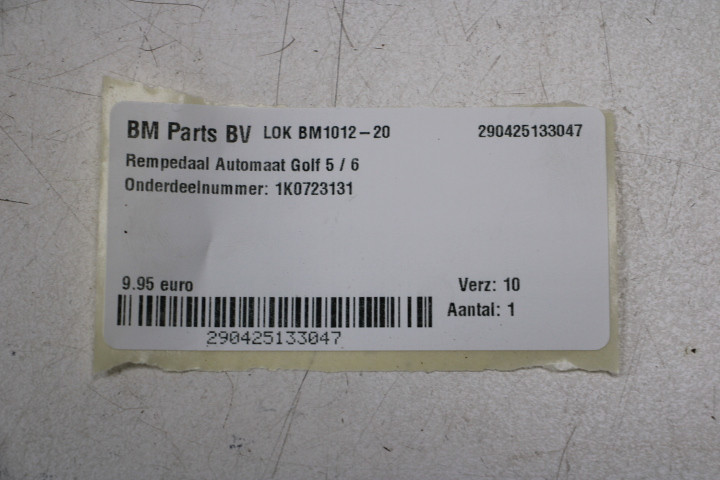 BM Parts BV LOK BM1012-20 290425133047
Rempedaal Automaat Golf 5 / 6
Onderdeelnummer: 1K0723131
9.95 euro Verz: 10
Aantal: 1
290425133047